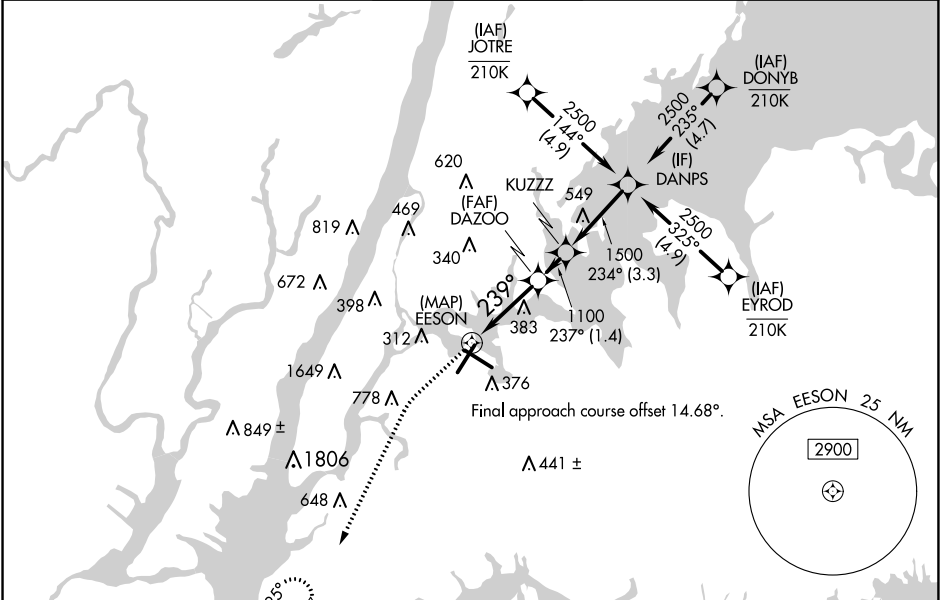 (IAF)
JOTRE
210K
(IAF)
DONYB
210K
2500
144°
(4.9)
2500
235°
(4.7)
(IF)
DANPS
620
KUZZZ
549
(FAF)
DAZOO
469
819
340
2500
325°
(4.9)
1500
234° (3.3)
672
398
239°
(IAF)
EYROD
210K
(MAP)
EESON
383
1100
237° (1.4)
312
1649
376
778
Final approach course offset 14.68°.
849 ±
1806
441 ±
648
MSA EESON 25 NM
2900